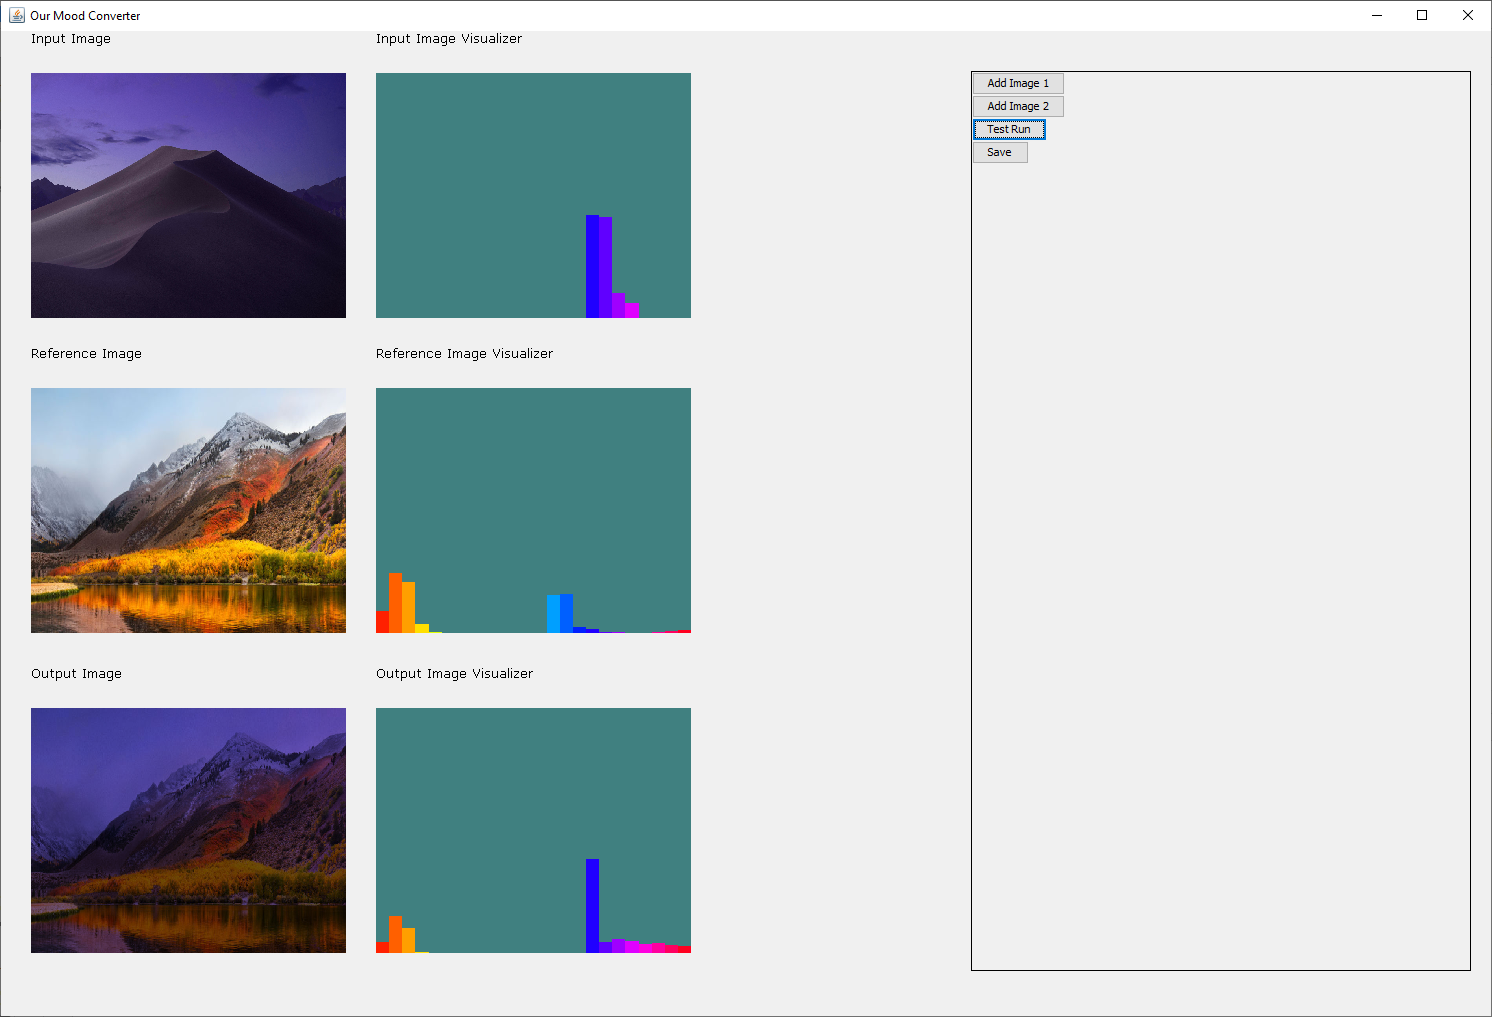 Our Mood Converter
Input Image
Input Image Visualizer
Add Image 1
Add Image 2
Test Run
Save
Reference Image
Reference Image Visualizer
Output Image
Output Image Visualizer